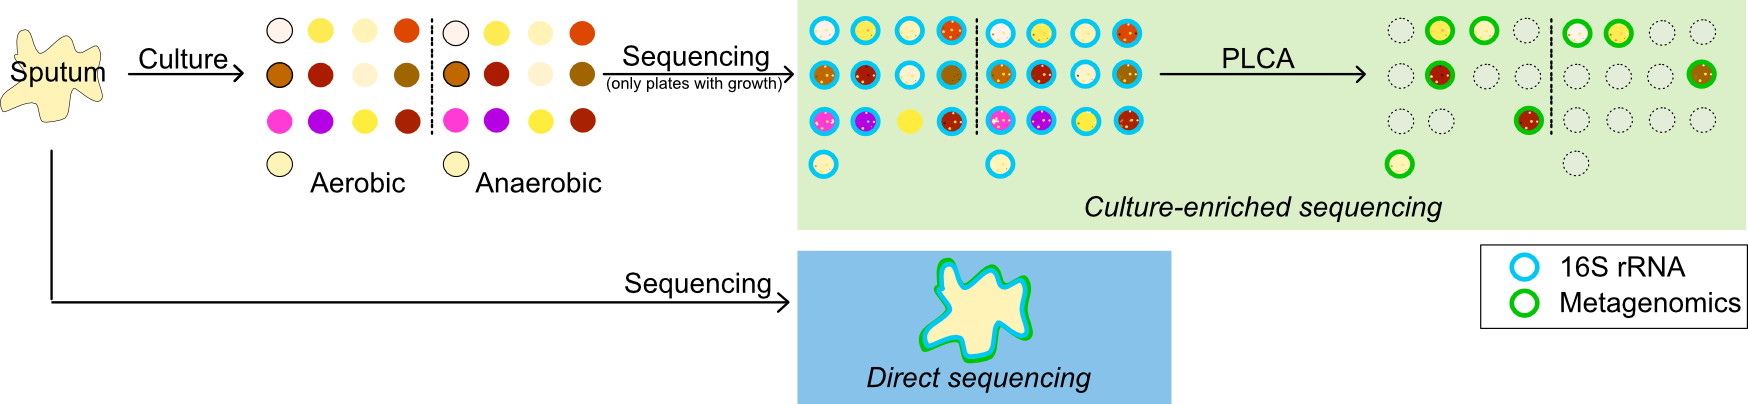 Sputum
Culture
Aerobic
Anaerobic
Sequencing
(only plates with growth)
PLCA
Culture-enriched sequencing
Sequencing
Direct sequencing
16S rRNA
Metagenomics